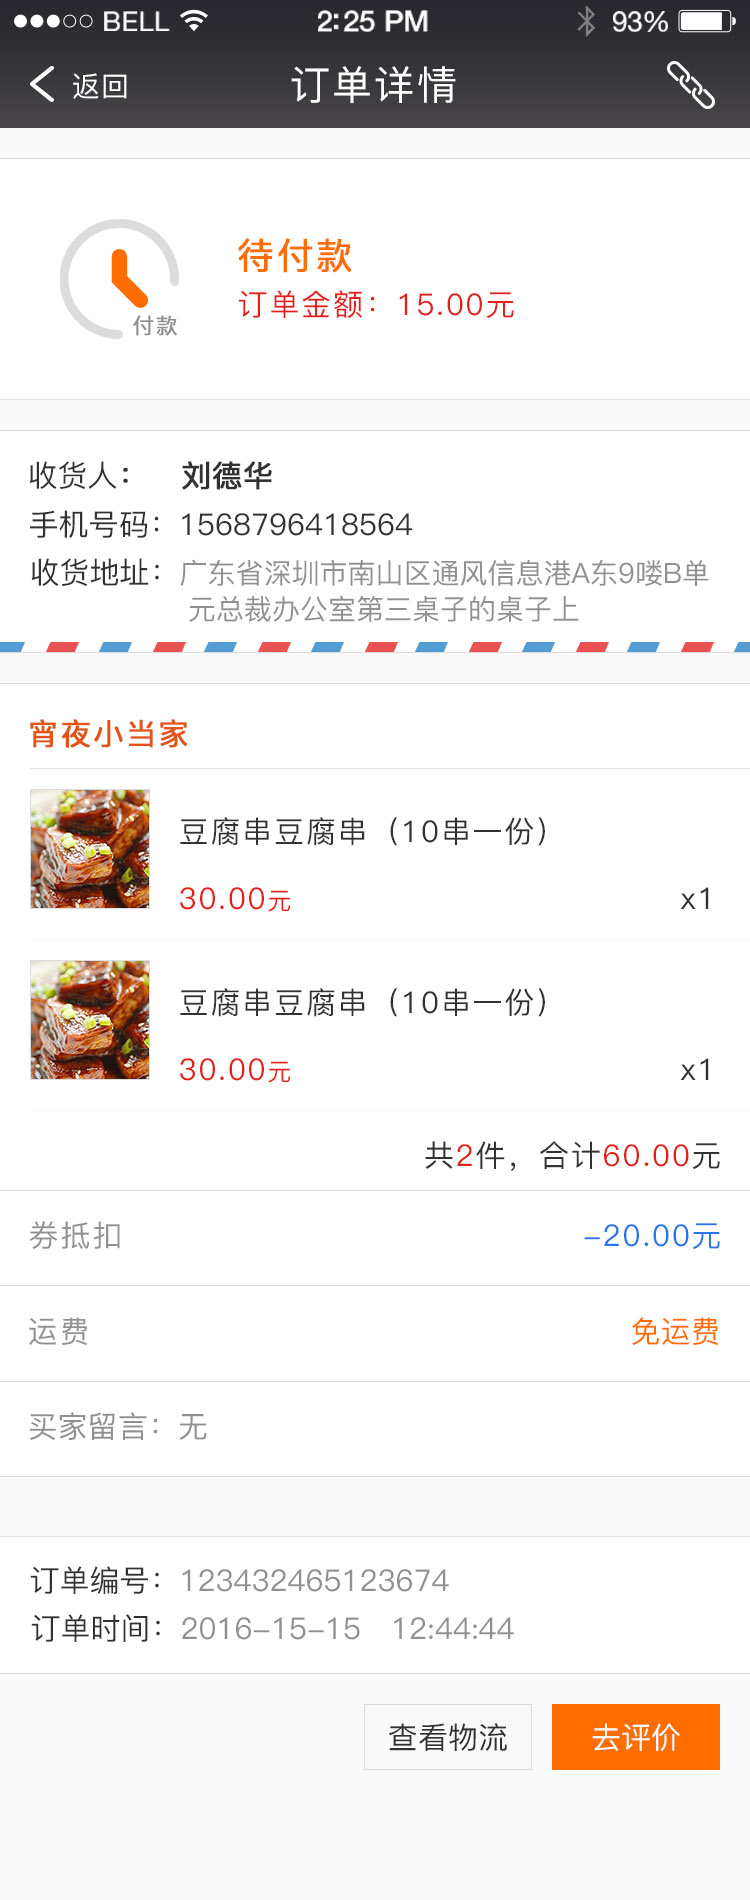 BELL 2:25 PM 93%
返回 订单详情
待付款
订单金额：15.00元
付款
收货人： 刘德华
手机号码：1568796418564
收货地址：广东省深圳市南山区通风信息港A东9喽B单
元总裁办公室第三桌子的桌子上
宵夜小当家
豆腐串豆腐串（10串一份）
30.00元 x1
豆腐串豆腐串（10串一份）
30.00元 x1
共2件，合计60.00元
券抵扣 -20.00元
运费 免运费
买家留言：无
订单编号：123432465123674
订单时间：2016-15-15 12:44:44
查看物流 去评价